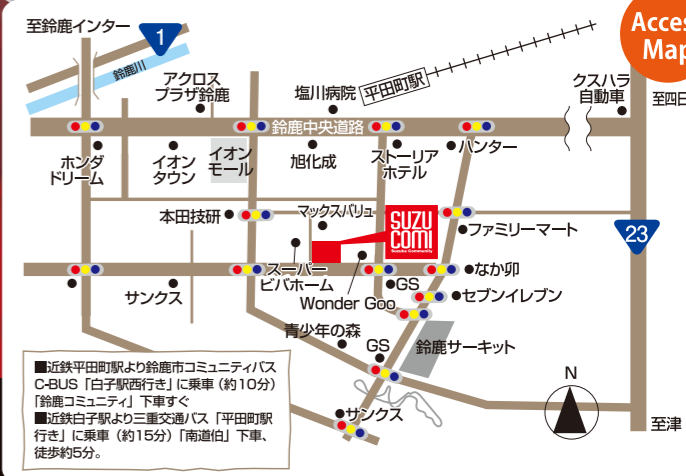 至鈴鹿インター
1
Acces
Map
鈴鹿川
アクロス
プラザ鈴鹿
塩川病院
平田町駅
クスハラ
自動車
至四日
鈴鹿中央道路
ホンダ
ドリーム
イオン
タウン
イオン
モール
旭化成
ストーリア
ホテル
ハンター
本田技研
マックスバリュ
SUZU
COMI
Suzuka Community
ファミリーマート
23
スーパー
ビバホーム
なか卯
サンクス
Wonder Goo
GS
セブンイレブン
青少年の森
GS
鈴鹿サーキット
■近鉄平田町駅より鈴鹿市コミュニティバス
C-BUS「白子駅西行き」に乗車（約10分）
「鈴鹿コミュニティ」下車すぐ
■近鉄白子駅より三重交通バス「平田町駅
行き」に乗車（約15分）「南道伯」下車、
徒歩約5分。
サンクス
N
至津